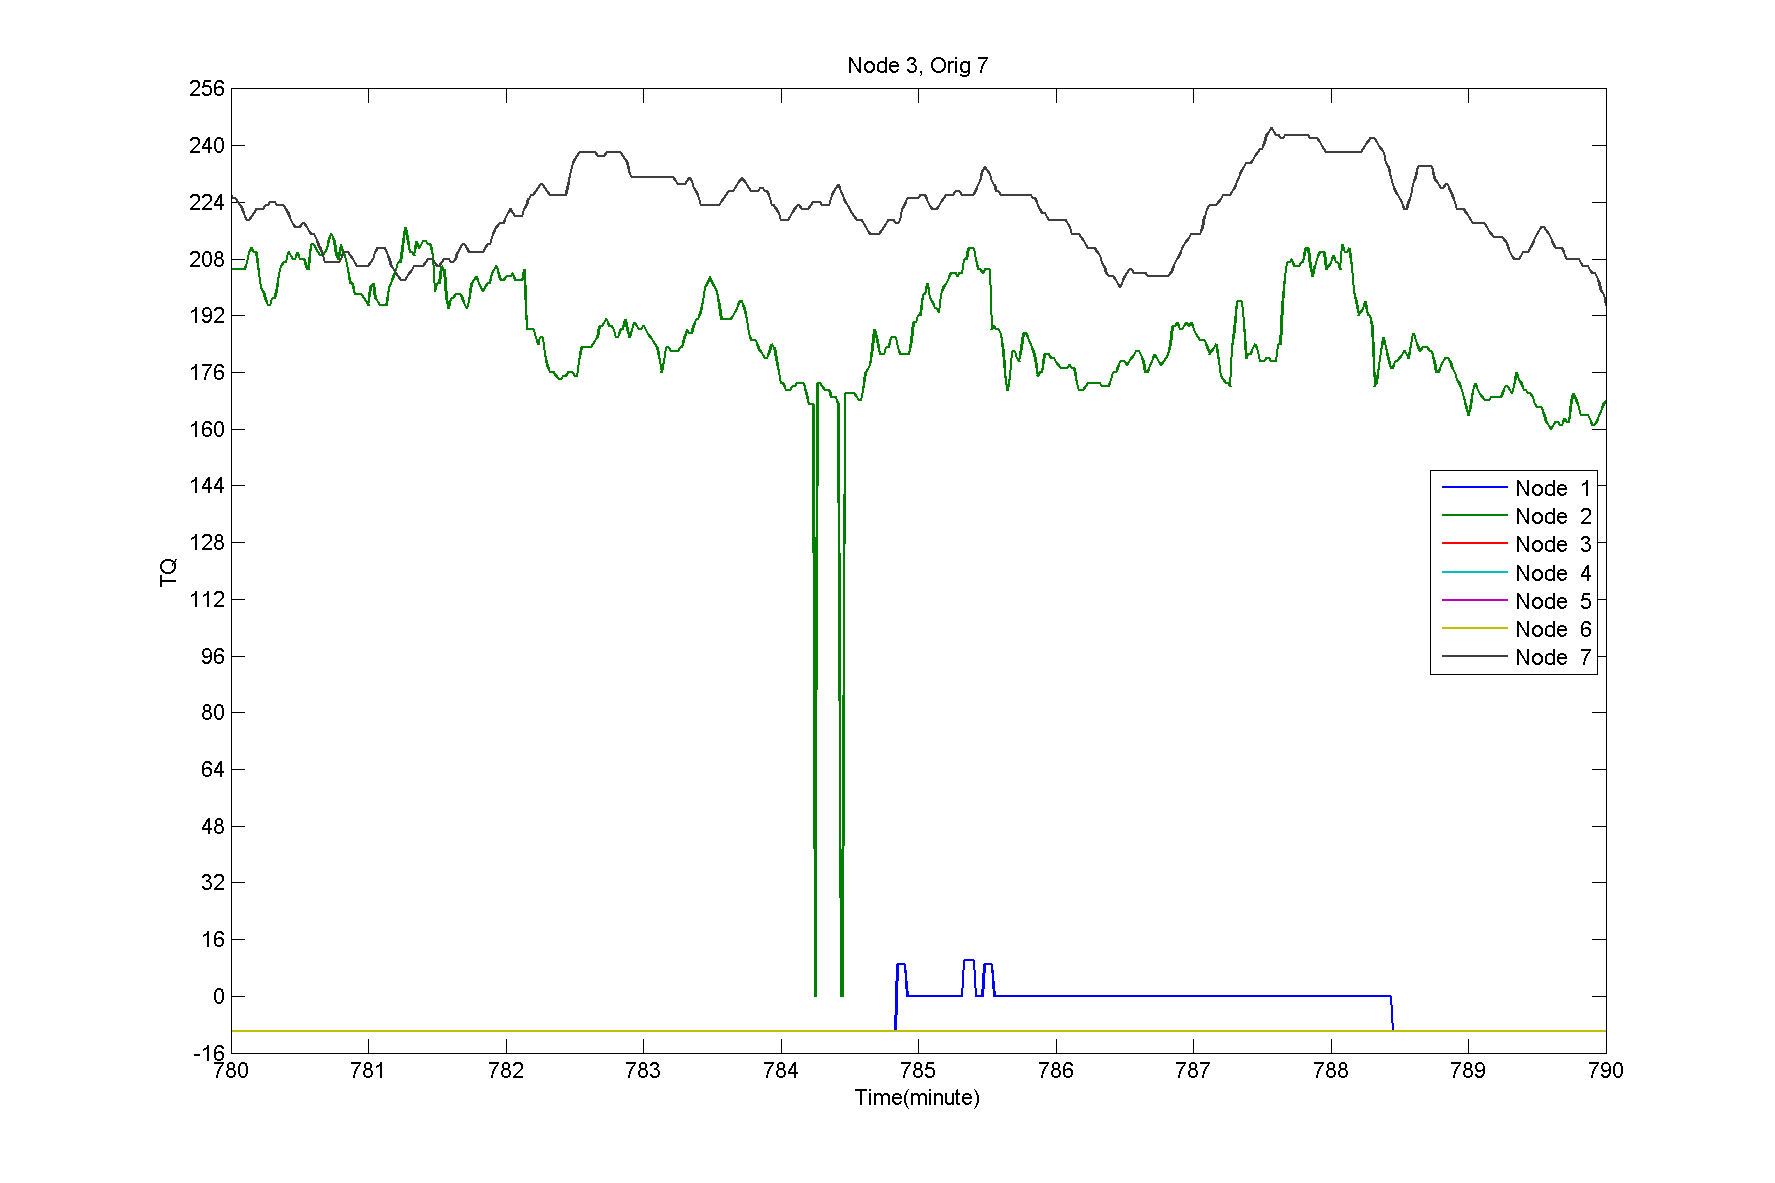 Node 3, Orig 7
256
240
224
208
192
176
160
144
128
112
96
80
64
48
32
16
0
-16
TQ
Node 1
Node 2
Node 3
Node 4
Node 5
Node 6
Node 7
780 781 782 783 784 785 786 787 788 789 790
Time(minute)